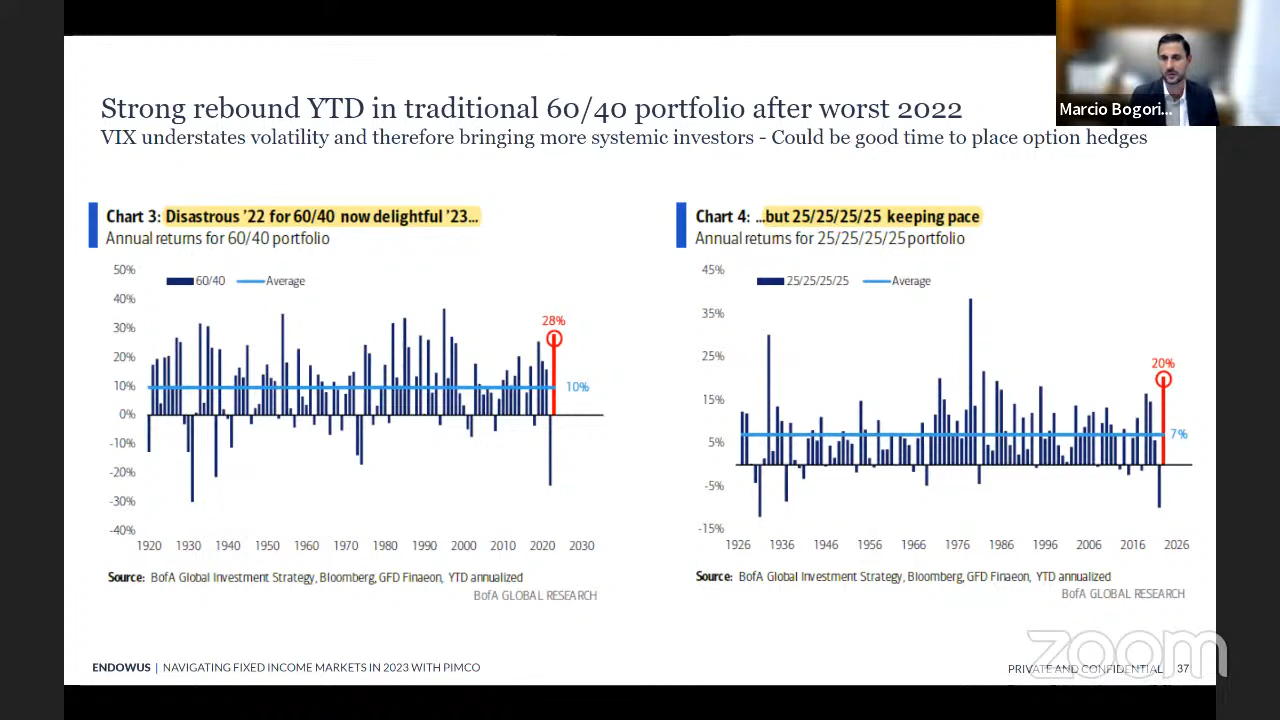 Strong rebound YTD in traditional 60/40 portfolio after worst 2022
VIX understates volatility and therefore bringing more systemic investors - Could be good time to place option hedges
Marcio Bogori...
Chart 3: Disastrous '22 for 60/40 now delightful '23...
Annual returns for 60/40 portfolio
50%
40%
30%
20%
10%
0%
-10%
-20%
-30%
-40%
60/40
Average
28%
10%
1920 1930 1940 1950 1960 1970 1980 1990 2000 2010 2020 2030
Source: BofA Global Investment Strategy, Bloomberg, GFD Finaeon, YTD annualized
BofA GLOBAL RESEARCH
Chart 4: ...but 25/25/25/25 keeping pace
Annual returns for 25/25/25/25 portfolio
45%
35%
25%
15%
5%
-5%
-15%
25/25/25/25
Average
20%
7%
1926 1936 1946 1956 1966 1976 1986 1996 2006 2016 2026
Source: BofA Global Investment Strategy, Bloomberg, GFD Finaeon, YTD annualized
BofA GLOBAL RESEARCH
ENDOWUS | NAVIGATING FIXED INCOME MARKETS IN 2023 WITH PIMCO
PRIVATE AND CONFIDENTIAL 37
zoom